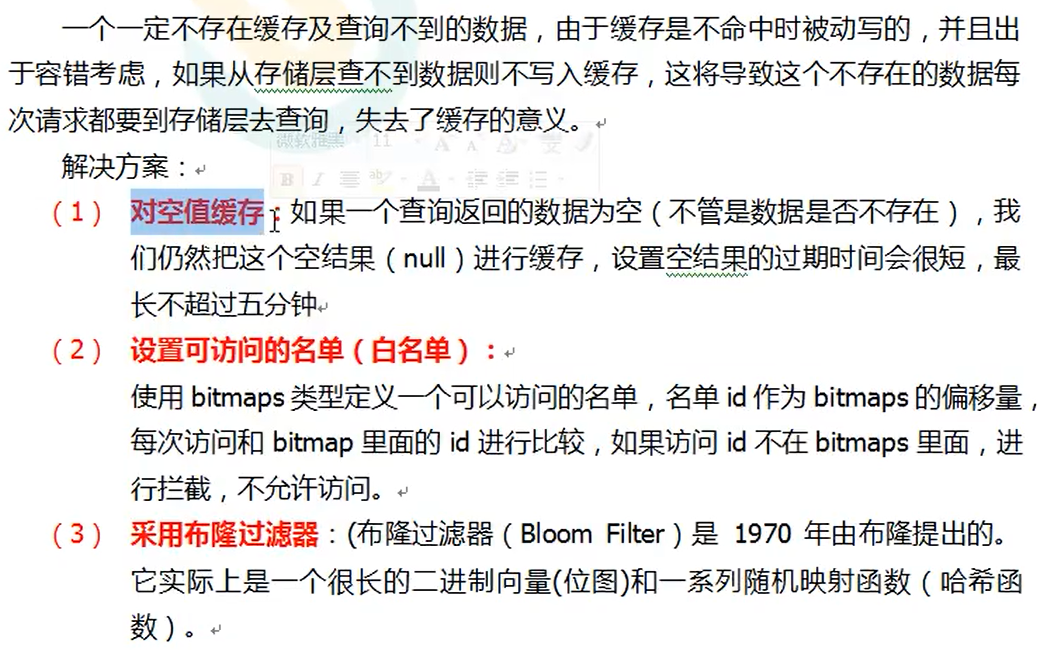 一个一定不存在缓存及查询不到的数据，由于缓存是不命中时被动写的，并且出
于容错考虑，如果从存储层查不到数据则不写入缓存，这将导致这个不存在的数据每
次请求都要到存储层去查询，失去了缓存的意义。
微软雅黑 11
解决方案：
（1） 对空值缓存：如果一个查询返回的数据为空（不管是数据是否不存在），我
们仍然把这个空结果（null）进行缓存，设置空结果的过期时间会很短，最
长不超过五分钟
（2） 设置可访问的名单（白名单）：
使用 bitmaps 类型定义一个可以访问的名单，名单 id 作为 bitmaps 的偏移量，
每次访问和 bitmap 里面的 id 进行比较，如果访问 id 不在 bitmaps 里面，进
行拦截，不允许访问。
（3） 采用布隆过滤器：(布隆过滤器（Bloom Filter）是 1970 年由布隆提出的。
它实际上是一个很长的二进制向量(位图)和一系列随机映射函数（哈希函
数）。